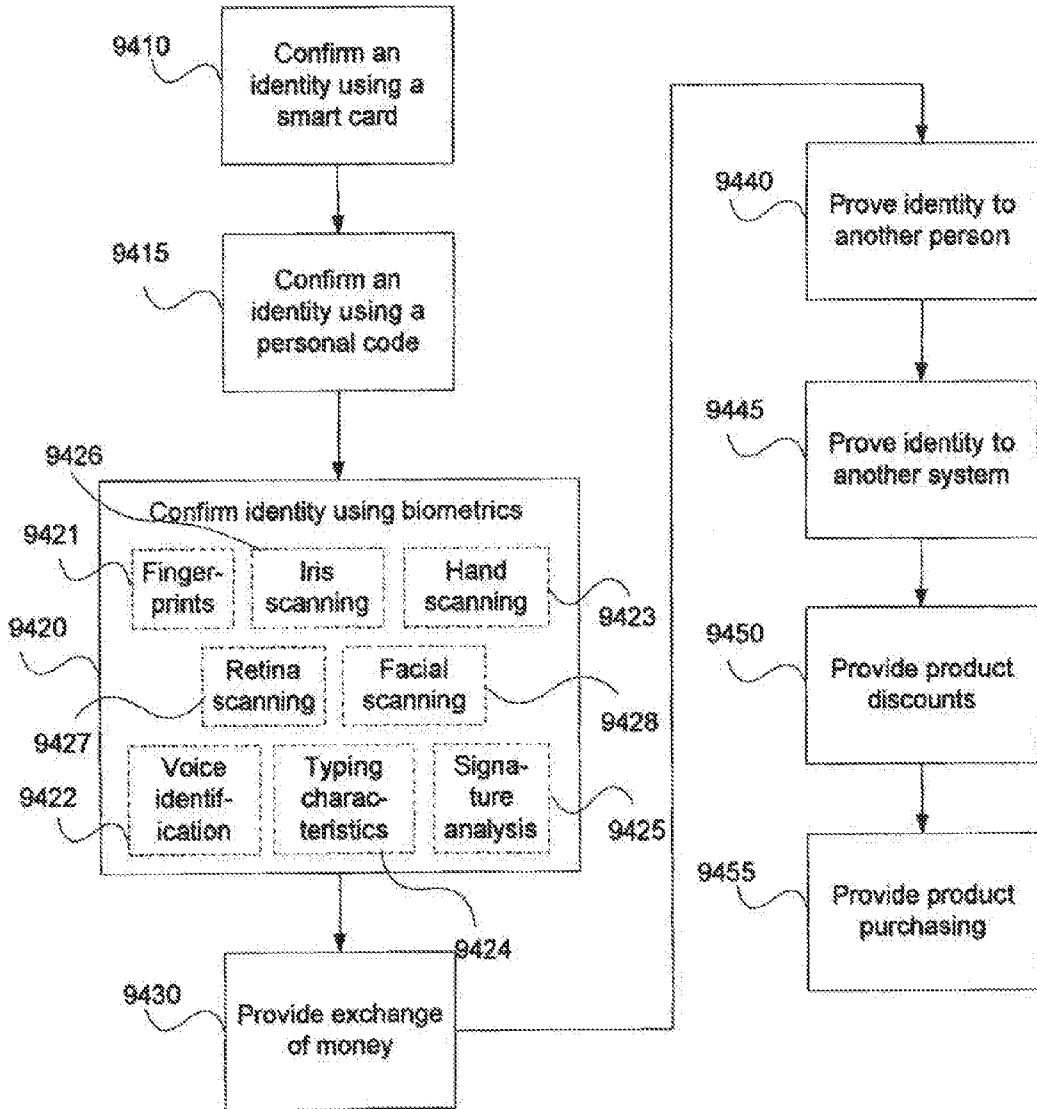 9410
Confirm an
identity using a
smart card
9415
Confirm an
identity using a
personal code
9426
Confirm identity using biometrics
9421
Finger-
prints
Iris
scanning
Hand
scanning
9423
9420
Retina
scanning
Facial
scanning
9427
9428
Voice
identif-
ication
Typing
charac-
teristics
Signa-
ture
analysis
9422
9425
9424
9430
Provide exchange
of money
9440
Prove identity to
another person
9445
Prove identity to
another system
9450
Provide product
discounts
9455
Provide product
purchasing